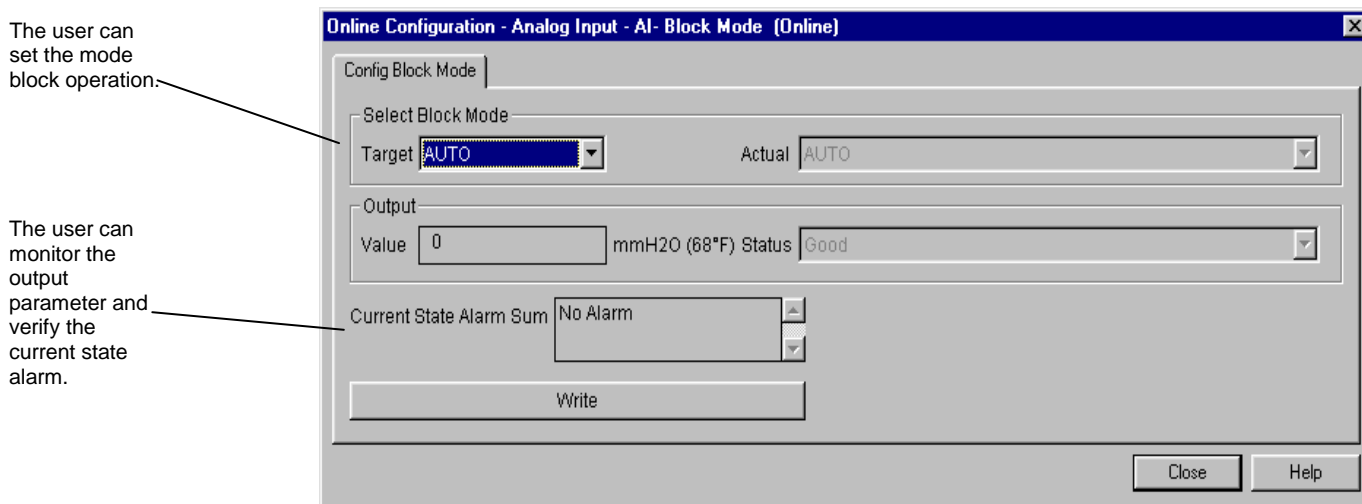 The user can
set the mode
block operation.
Online Configuration - Analog Input - AI- Block Mode (Online)
Config Block Mode
Select Block Mode
Target AUTO Actual AUTO
Output
Value 0 mmH2O (68°F) Status Good
The user can
monitor the
output
parameter and
verify the
current state
alarm.
Current State Alarm Sum No Alarm
Write
Close Help